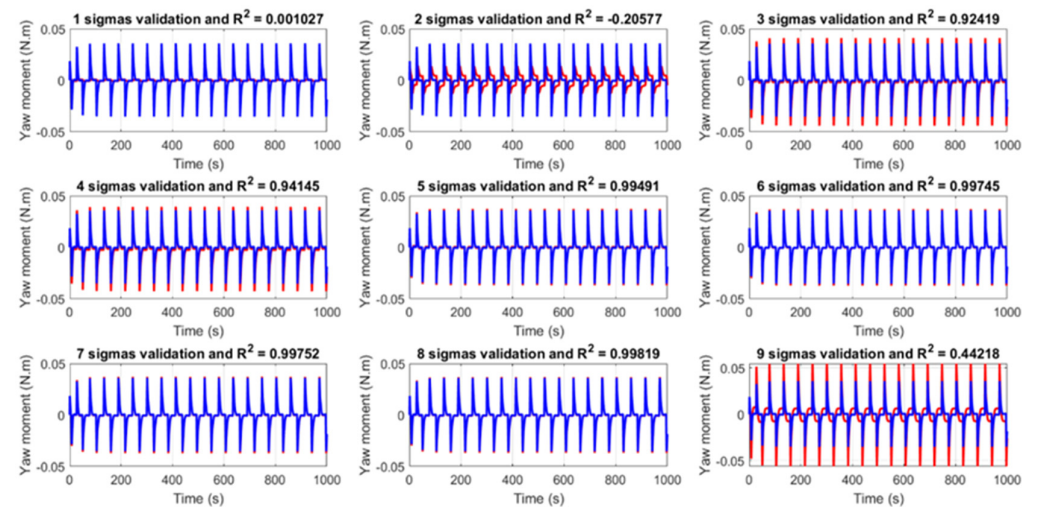 1 sigmas validation and R² = 0.001027
Yaw moment (N.m)
0.05
0
-0.05
0 200 400 600 800 1000
Time (s)
2 sigmas validation and R² = -0.20577
Yaw moment (N.m)
0.05
0
-0.05
0 200 400 600 800 1000
Time (s)
3 sigmas validation and R² = 0.92419
Yaw moment (N.m)
0.05
0
-0.05
0 200 400 600 800 1000
Time (s)
4 sigmas validation and R² = 0.94145
Yaw moment (N.m)
0.05
0
-0.05
0 200 400 600 800 1000
Time (s)
5 sigmas validation and R² = 0.99491
Yaw moment (N.m)
0.05
0
-0.05
0 200 400 600 800 1000
Time (s)
6 sigmas validation and R² = 0.99745
Yaw moment (N.m)
0.05
0
-0.05
0 200 400 600 800 1000
Time (s)
7 sigmas validation and R² = 0.99752
Yaw moment (N.m)
0.05
0
-0.05
0 200 400 600 800 1000
Time (s)
8 sigmas validation and R² = 0.99819
Yaw moment (N.m)
0.05
0
-0.05
0 200 400 600 800 1000
Time (s)
9 sigmas validation and R² = 0.44218
Yaw moment (N.m)
0.05
0
-0.05
0 200 400 600 800 1000
Time (s)